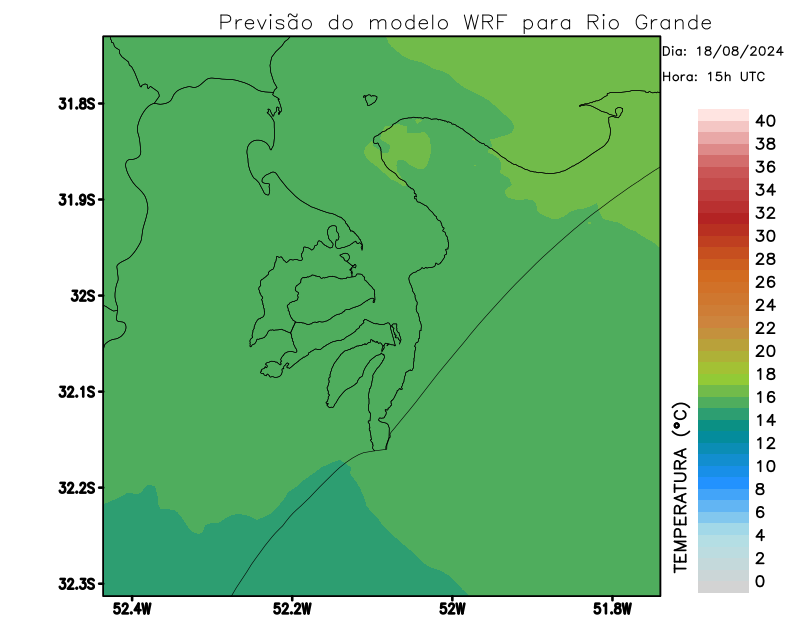 Previsão do modelo WRF para Rio Grande
Dia: 18/08/2024
Hora: 15h UTC
31.8S
31.9S
32S
32.1S
32.2S
32.3S
52.4W
52.2W
52W
51.8W
TEMPERATURA (°C)
40
38
36
34
32
30
28
26
24
22
20
18
16
14
12
10
8
6
4
2
0